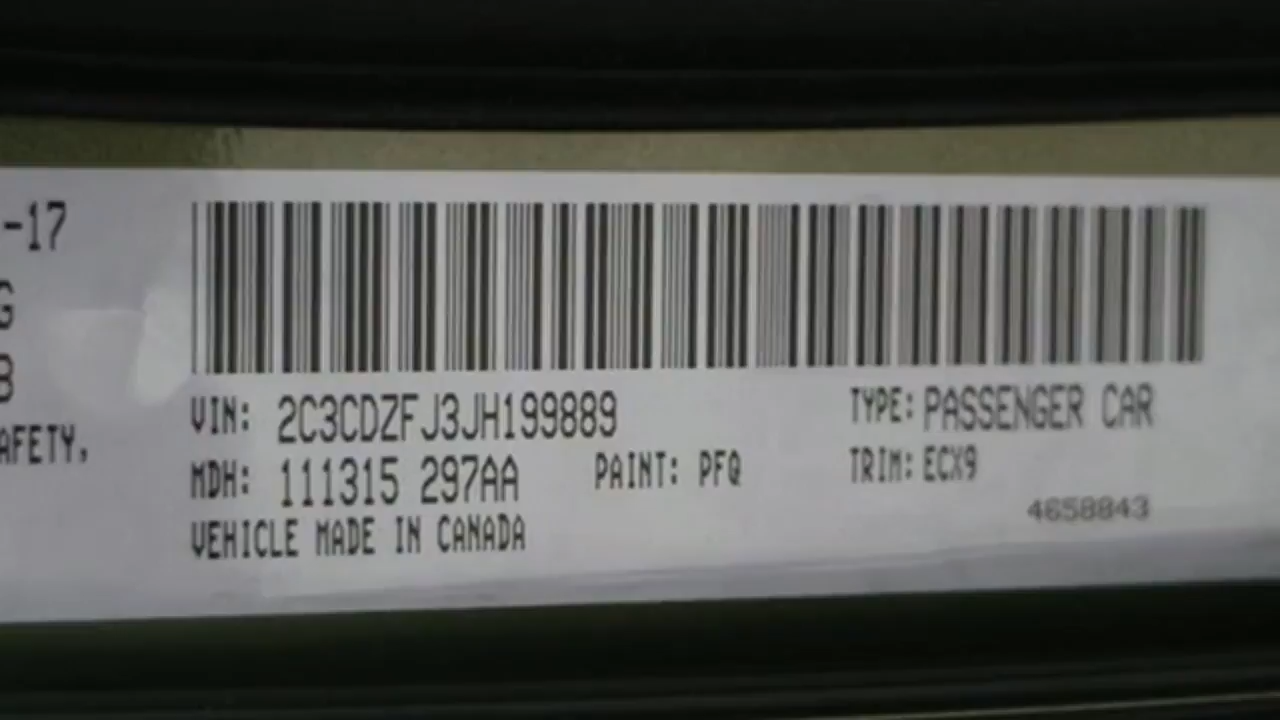 -17
G
B
AFETY,
VIN: 2C3CDZFJ3JH199889
TYPE: PASSENGER CAR
MDH: 111315 297AA
PAINT: PFQ
TRIM: ECX9
VEHICLE MADE IN CANADA
4658843